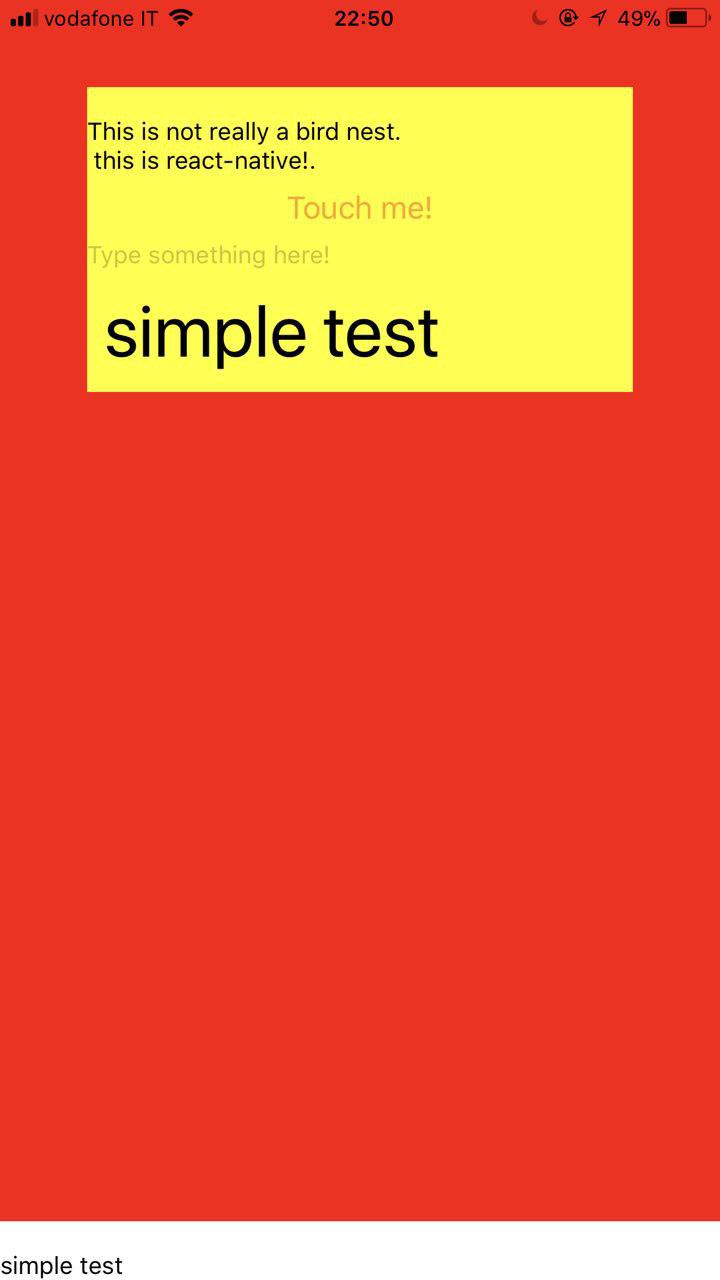 vodafone IT 22:50 49%
This is not really a bird nest.
this is react-native!.
Touch me!
Type something here!
simple test
simple test